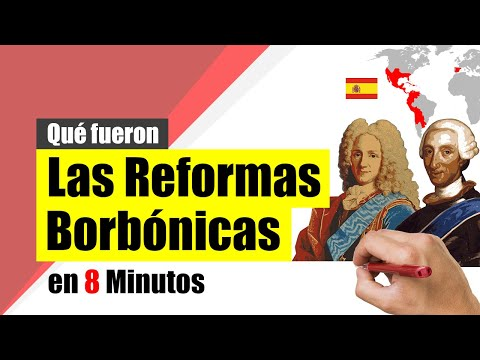 Qué fueron
Las Reformas
Borbónicas
en 8 Minutos